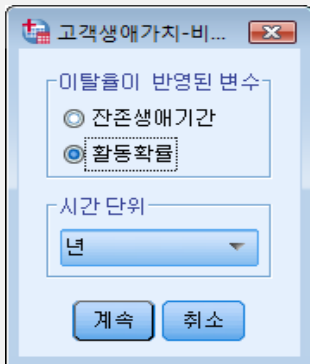 고객생애가치-비...
이탈율이 반영된 변수
잔존생애기간
활동확률
시간 단위
년
계속 취소